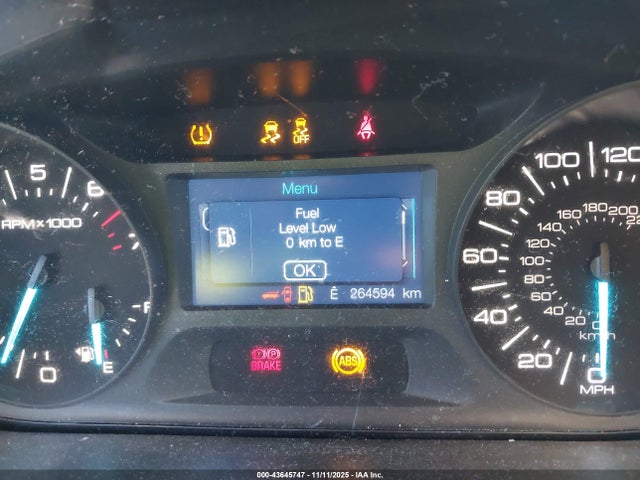 OFF
5
6
RPM x 1000
1
0
F
E
Menu
Fuel
Level Low
0 km to E
OK
E 264594 km
BRAKE
ABS
120
100
80
60
40
20
0
MPH
200
180
160
140
120
100
80
60
40
20
0
km/h
000-43645747 - 11/11/2025 - IAA Inc.